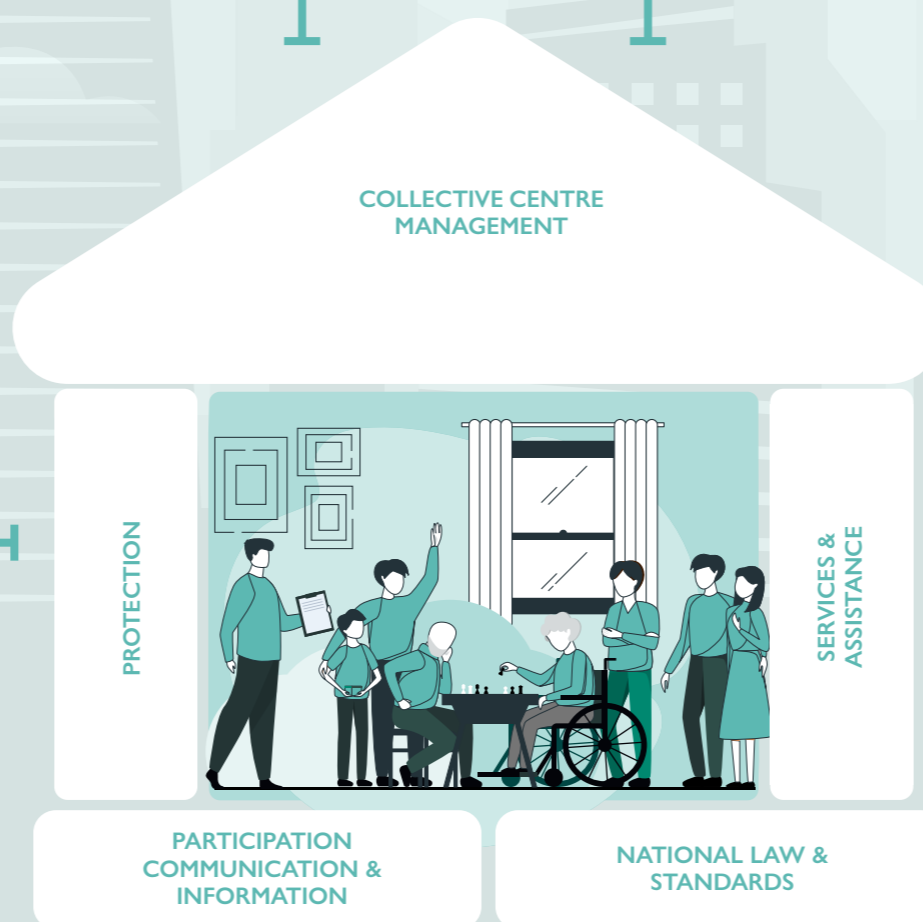 COLLECTIVE CENTRE
MANAGEMENT
PROTECTION
SERVICES &
ASSISTANCE
PARTICIPATION
COMMUNICATION &
INFORMATION
NATIONAL LAW &
STANDARDS